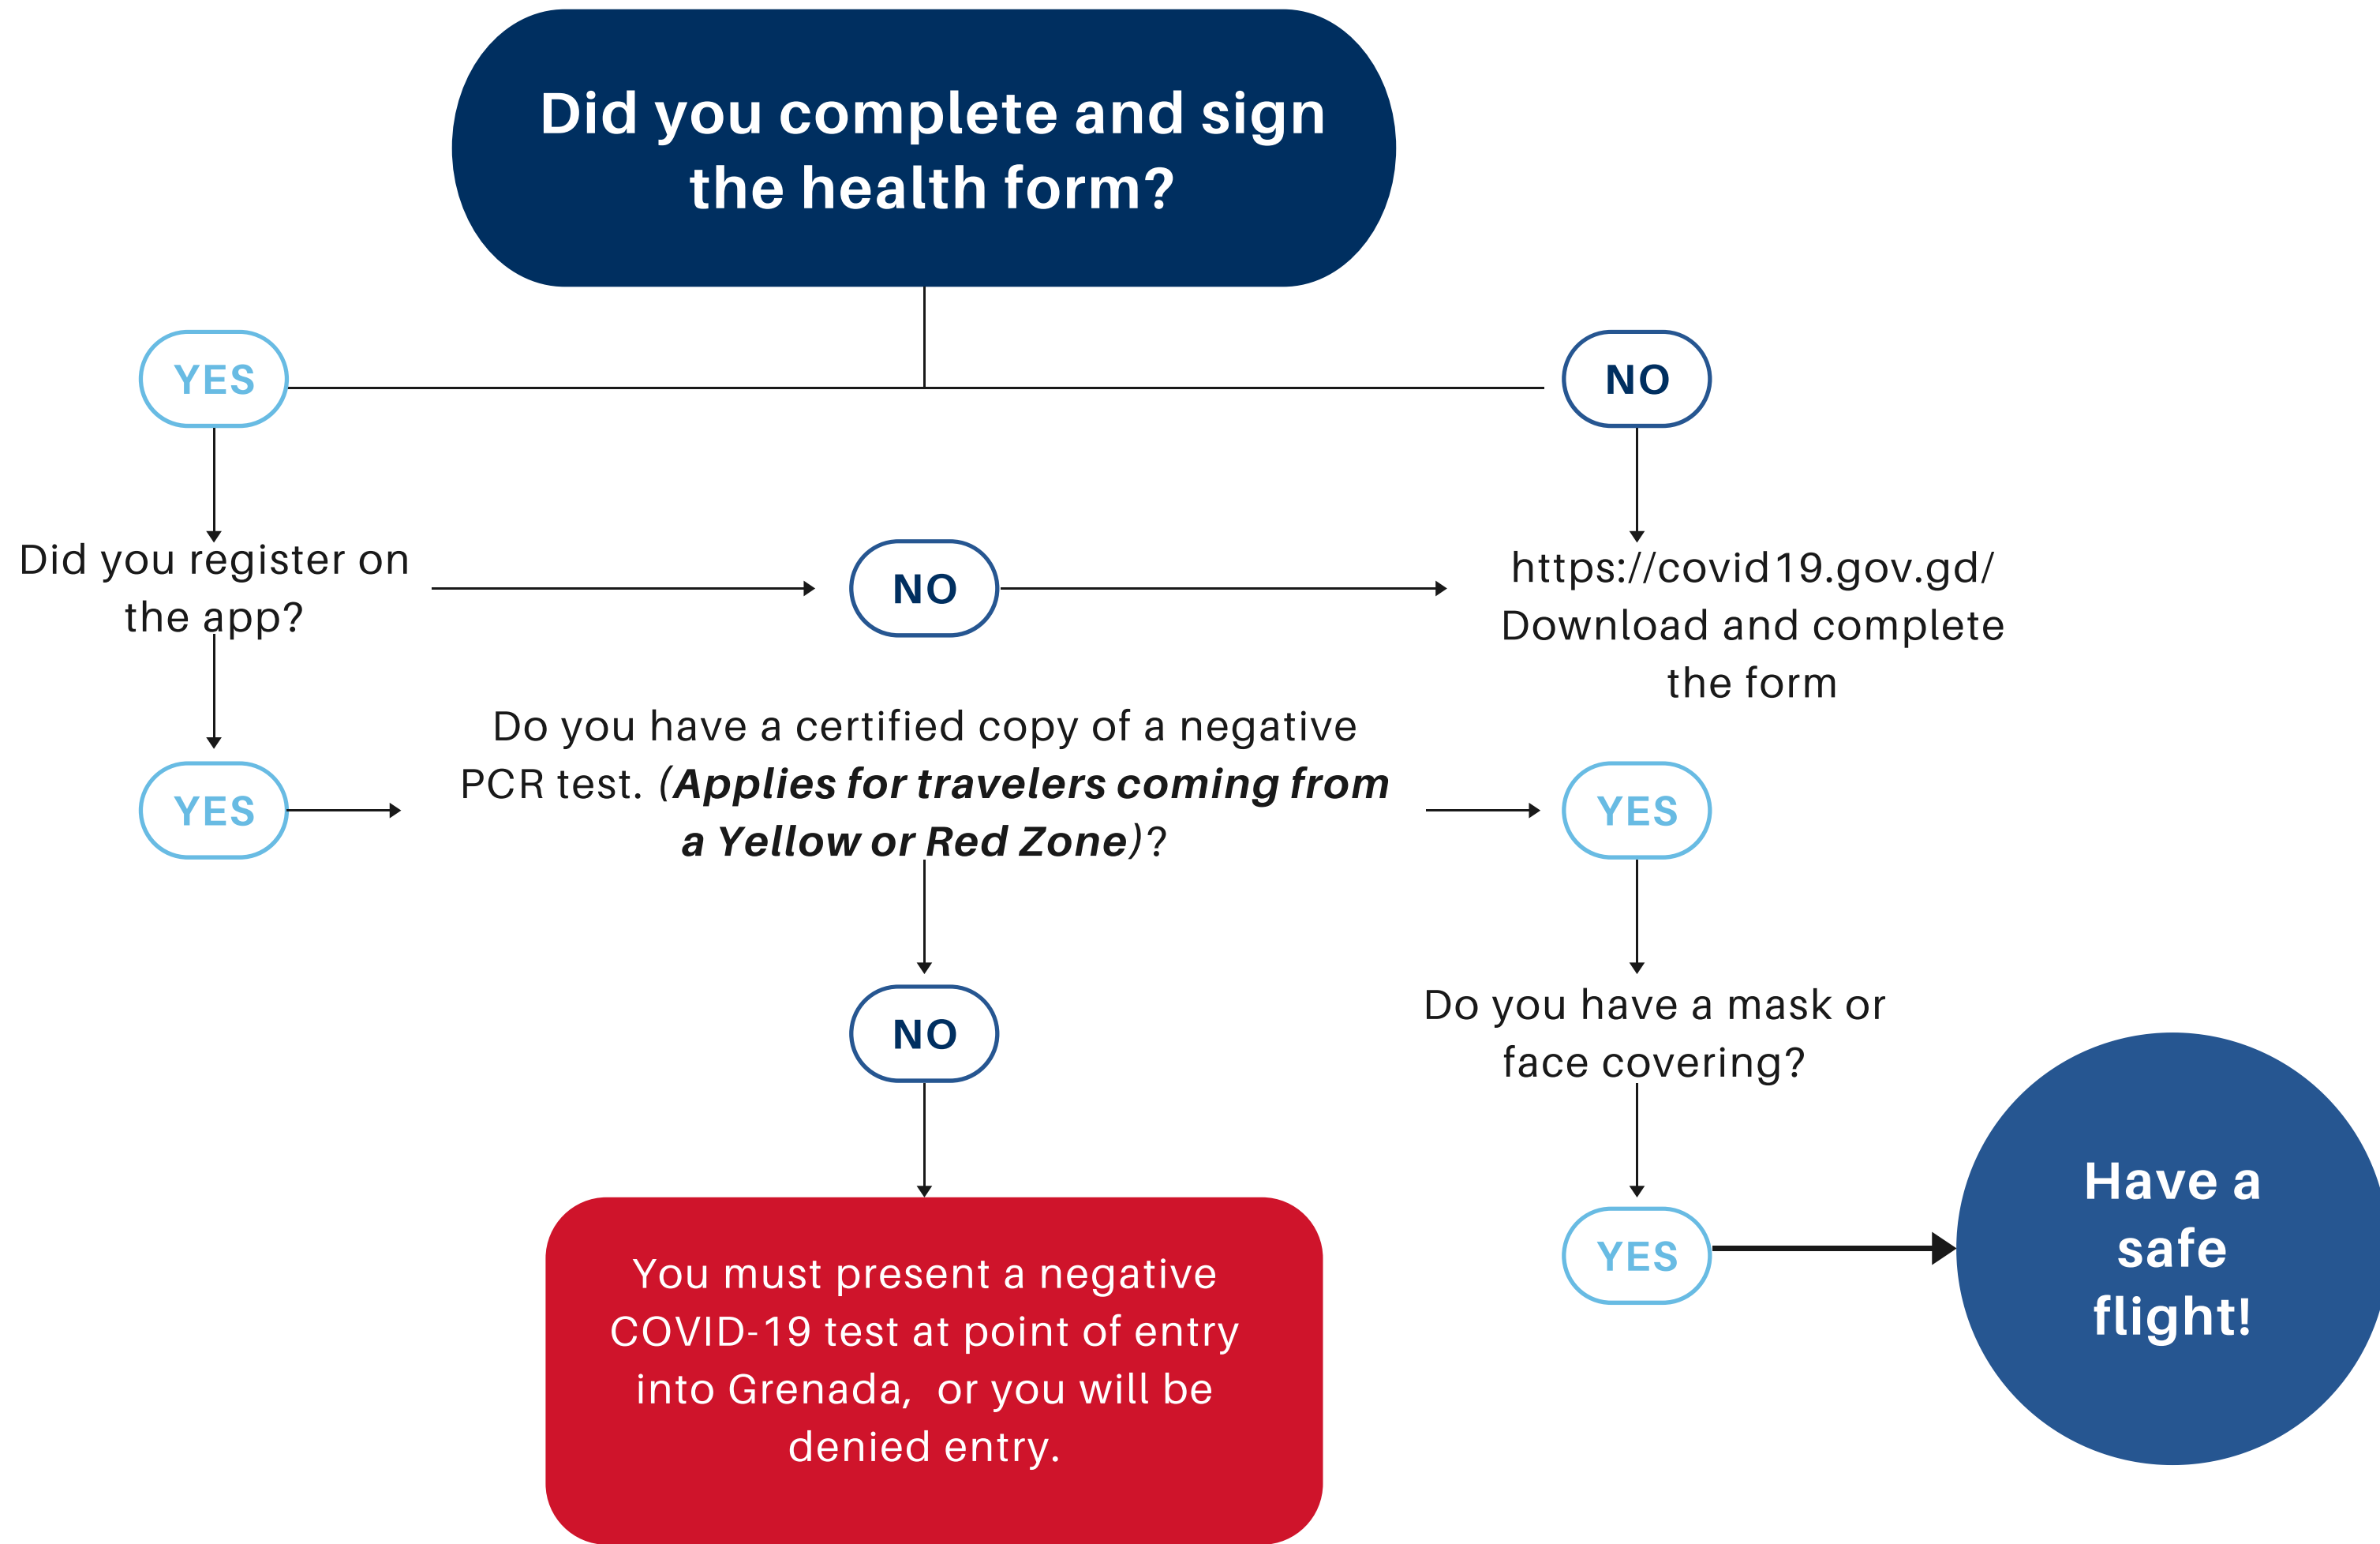 Did you complete and sign
the health form?
YES
NO
Did you register on
the app?
NO
https://covid19.gov.gd/
Download and complete
the form
YES
Do you have a certified copy of a negative
PCR test. (Applies for travelers coming from
a Yellow or Red Zone)?
YES
NO
Do you have a mask or
face covering?
YES
Have a
safe
flight!
You must present a negative
COVID-19 test at point of entry
into Grenada, or you will be
denied entry.